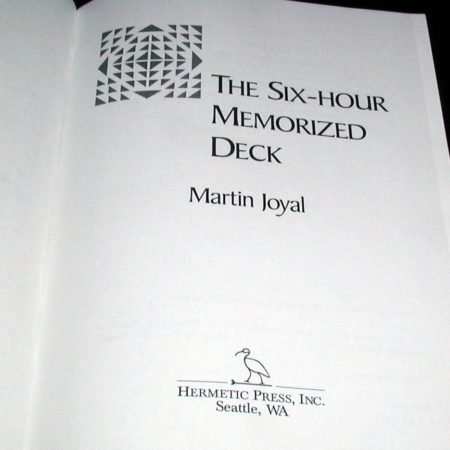 The Six-hour
Memorized
Deck
Martin Joyal
Hermetic Press, Inc.
Seattle, WA